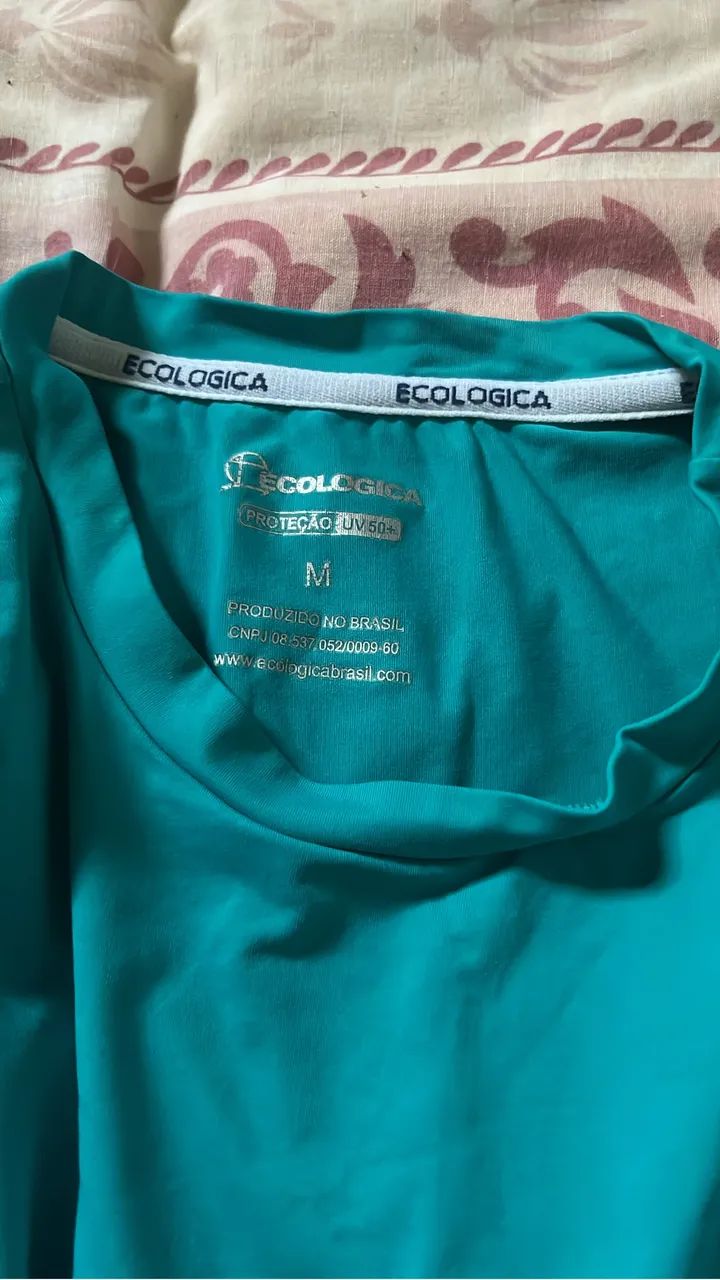 ECOLOGICA ECOLOGICA E
ECOLOGICA
PROTEÇÃO UV 50+
M
PRODUZIDO NO BRASIL
CNPJ 08.537.052/0009-60
www.ecologicabrasil.com